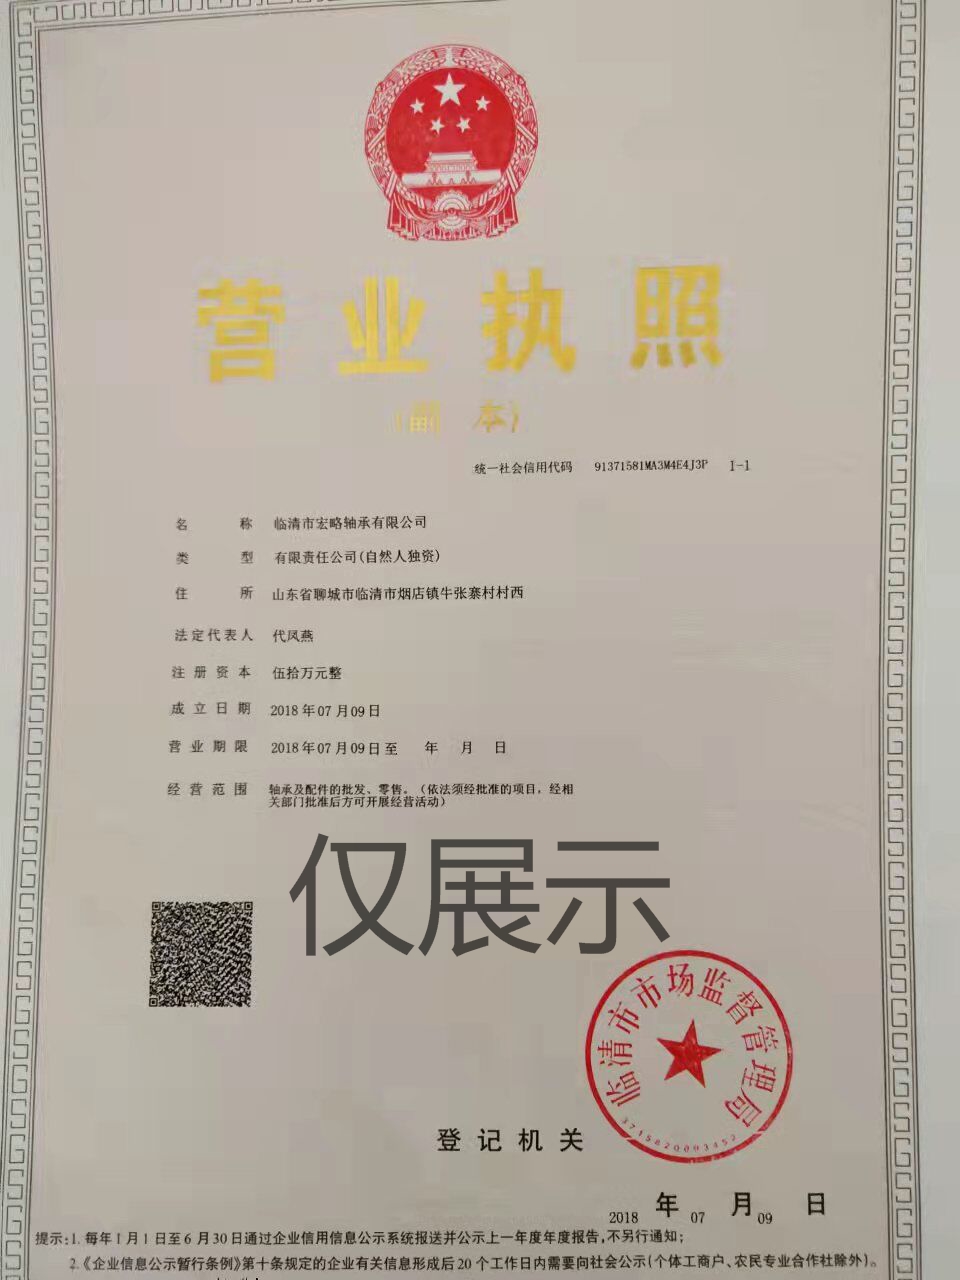 营业执照
（副 本）
统一社会信用代码 91371581MA3M4E4J3P 1-1
名 称 临清市宏略轴承有限公司
类 型 有限责任公司(自然人独资)
住 所 山东省聊城市临清市烟店镇牛张寨村村西
法定代表人 代凤燕
注册资本 伍拾万元整
成立日期 2018年07月09日
营业期限 2018年07月09日至 年 月 日
经营范围 轴承及配件的批发、零售。（依法须经批准的项目，经相
关部门批准后方可开展经营活动）
仅展示
临清市市场监督管理局
3715820003452
登记机关
2018 年 07 月 09 日
提示：1. 每年1月1日至6月30日通过企业信用信息公示系统报送并公示上一年度年度报告，不另行通知；
2.《企业信息公示暂行条例》第十条规定的企业有关信息形成后20个工作日内需要向社会公示(个体工商户、农民专业合作社除外)。